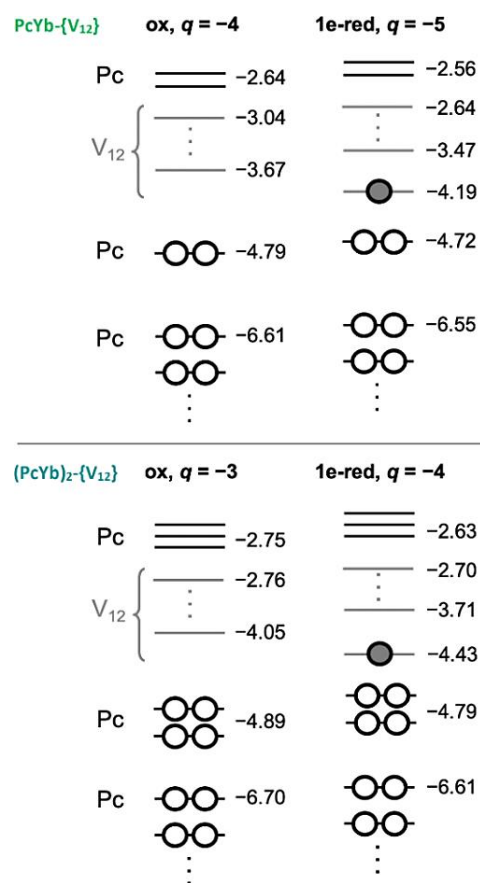 PcYb-{V₁₂} ox, q = −4 1e-red, q = −5
Pc −2.64 −2.56
−3.04 −2.64
V₁₂
−3.67 −3.47
−4.19
Pc −4.79 −4.72
Pc −6.61 −6.55
(PcYb)₂-{V₁₂} ox, q = −3 1e-red, q = −4
Pc −2.75 −2.63
−2.76 −2.70
V₁₂
−4.05 −3.71
−4.43
Pc −4.89 −4.79
Pc −6.70 −6.61